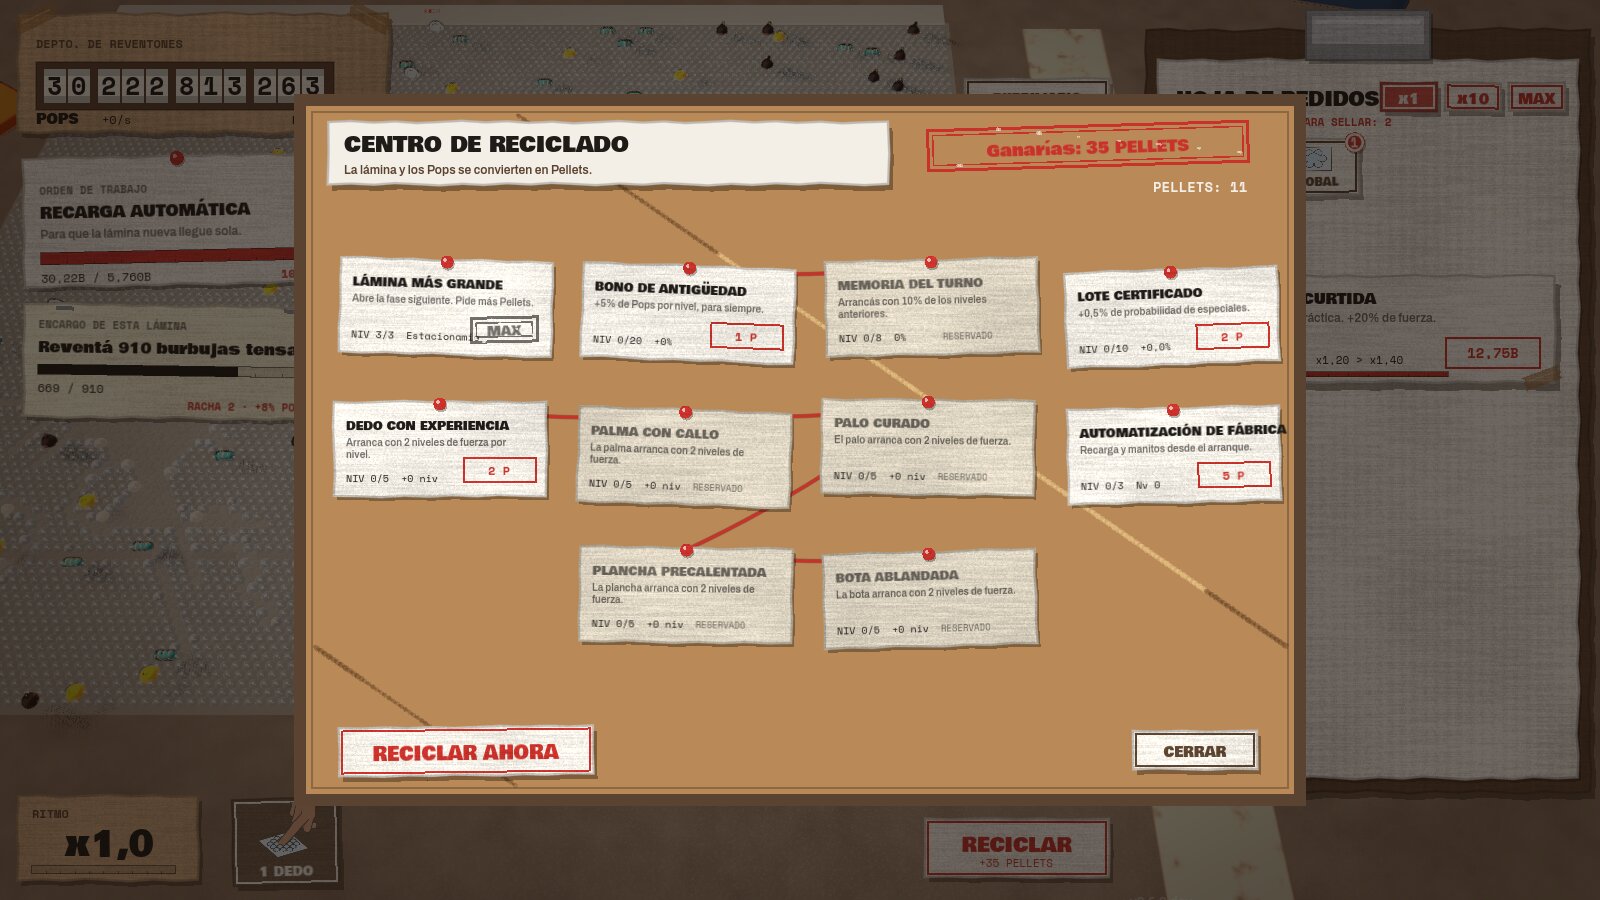 DEPTO. DE REVENTONES
30 222 813 263
POPS +0/s
ORDEN DE TRABAJO
RECARGA AUTOMÁTICA
Para que la lámina nueva llegue sola.
30,22B / 5,760B
ENCARGO DE ESTA LÁMINA
Reventá 910 burbujas tensa
669 / 910
RACHA 2 · +8% PO
CENTRO DE RECICLADO
La lámina y los Pops se convierten en Pellets.
Ganarías: 35 PELLETS
PELLETS: 11
LÁMINA MÁS GRANDE
Abre la fase siguiente. Pide más Pellets.
NIV 3/3 Estacionam
MAX
BONO DE ANTIGÜEDAD
+5% de Pops por nivel, para siempre.
NIV 0/20 +0%
1 P
MEMORIA DEL TURNO
Arrancás con 10% de los niveles
anteriores.
NIV 0/8 0% RESERVADO
LOTE CERTIFICADO
+0,5% de probabilidad de especiales.
NIV 0/10 +0,0%
2 P
DEDO CON EXPERIENCIA
Arranca con 2 niveles de fuerza por
nivel.
NIV 0/5 +0 niv
2 P
PALMA CON CALLO
La palma arranca con 2 niveles de
fuerza.
NIV 0/5 +0 niv RESERVADO
PALO CURADO
El palo arranca con 2 niveles de fuerza.
NIV 0/5 +0 niv RESERVADO
AUTOMATIZACIÓN DE FÁBRICA
Recarga y manitos desde el arranque.
NIV 0/3 Nv 0
5 P
PLANCHA PRECALENTADA
La plancha arranca con 2 niveles de
fuerza.
NIV 0/5 +0 niv RESERVADO
BOTA ABLANDADA
La bota arranca con 2 niveles de fuerza.
NIV 0/5 +0 niv RESERVADO
RECICLAR AHORA
CERRAR
PEDIDOS
x1
x10
MAX
ARA SELLAR: 2
1
OBAL
CURTIDA
ráctica. +20% de fuerza.
x1,20 > x1,40
12,75B
RITMO
x1,0
1 DEDO
RECICLAR
+35 PELLETS